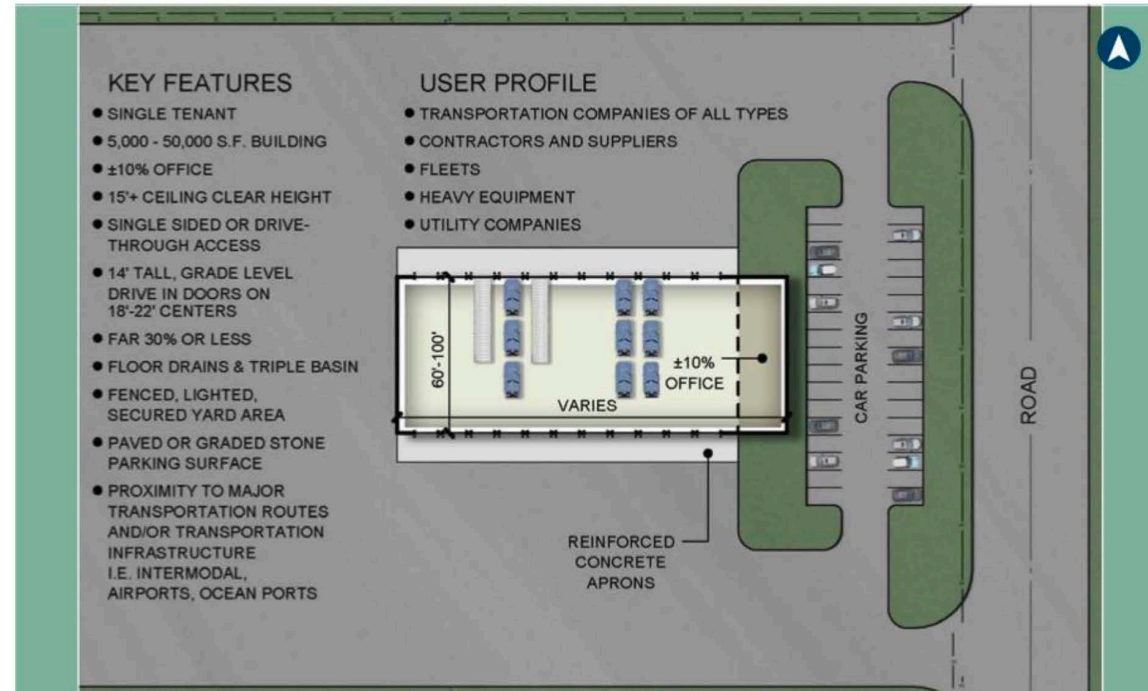 KEY FEATURES
● SINGLE TENANT
● 5,000 - 50,000 S.F. BUILDING
● ±10% OFFICE
● 15'+ CEILING CLEAR HEIGHT
● SINGLE SIDED OR DRIVE-
THROUGH ACCESS
● 14' TALL, GRADE LEVEL
DRIVE IN DOORS ON
18'-22' CENTERS
● FAR 30% OR LESS
● FLOOR DRAINS & TRIPLE BASIN
● FENCED, LIGHTED,
SECURED YARD AREA
● PAVED OR GRADED STONE
PARKING SURFACE
● PROXIMITY TO MAJOR
TRANSPORTATION ROUTES
AND/OR TRANSPORTATION
INFRASTRUCTURE
I.E. INTERMODAL,
AIRPORTS, OCEAN PORTS
USER PROFILE
● TRANSPORTATION COMPANIES OF ALL TYPES
● CONTRACTORS AND SUPPLIERS
● FLEETS
● HEAVY EQUIPMENT
● UTILITY COMPANIES
60'-100'
±10%
OFFICE
VARIES
REINFORCED
CONCRETE
APRONS
CAR PARKING
ROAD